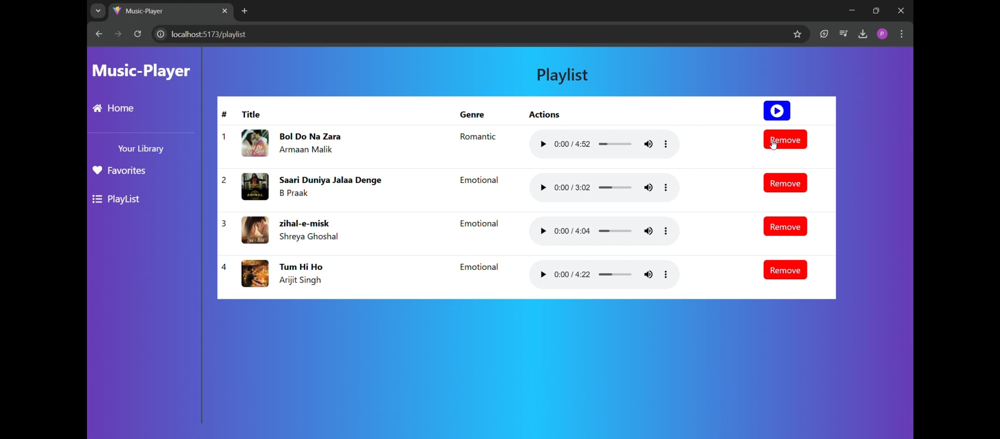 Music-Player
localhost:5173/playlist
P
Music-Player
Home
Your Library
Favorites
PlayList
Playlist
# Title Genre Actions
1 Bol Do Na Zara Romantic 0:00 / 4:52 Remove
Armaan Malik
Bol Do
Na Zara
2 Saari Duniya Jalaa Denge Emotional 0:00 / 3:02 Remove
B Praak
ANIMAL
3 zihal-e-misk Emotional 0:00 / 4:04 Remove
Shreya Ghoshal
4 Tum Hi Ho Emotional 0:00 / 4:22 Remove
Arijit Singh
TUM HI HO